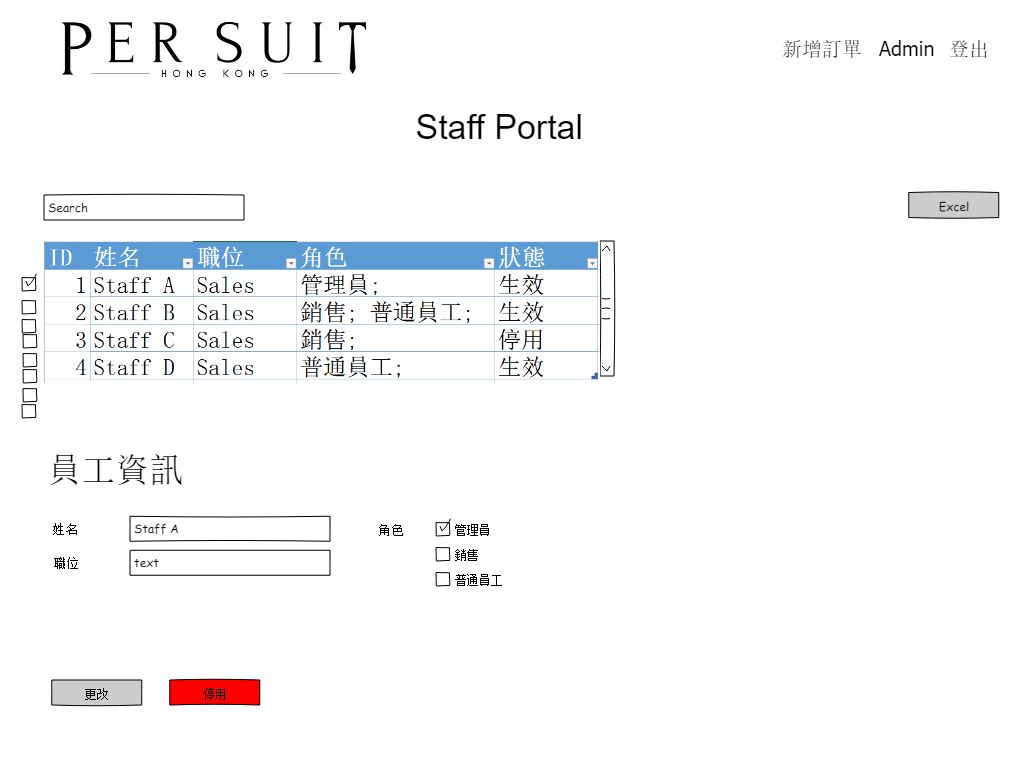 PER SUIT
HONG KONG
新增訂單 Admin 登出
Staff Portal
Search
Excel
ID 姓名 職位 角色 狀態
1 Staff A Sales 管理員; 生效
2 Staff B Sales 銷售; 普通員工; 生效
3 Staff C Sales 銷售; 停用
4 Staff D Sales 普通員工; 生效
員工資訊
姓名 Staff A 角色 管理員
職位 text 銷售
普通員工
更改 停用